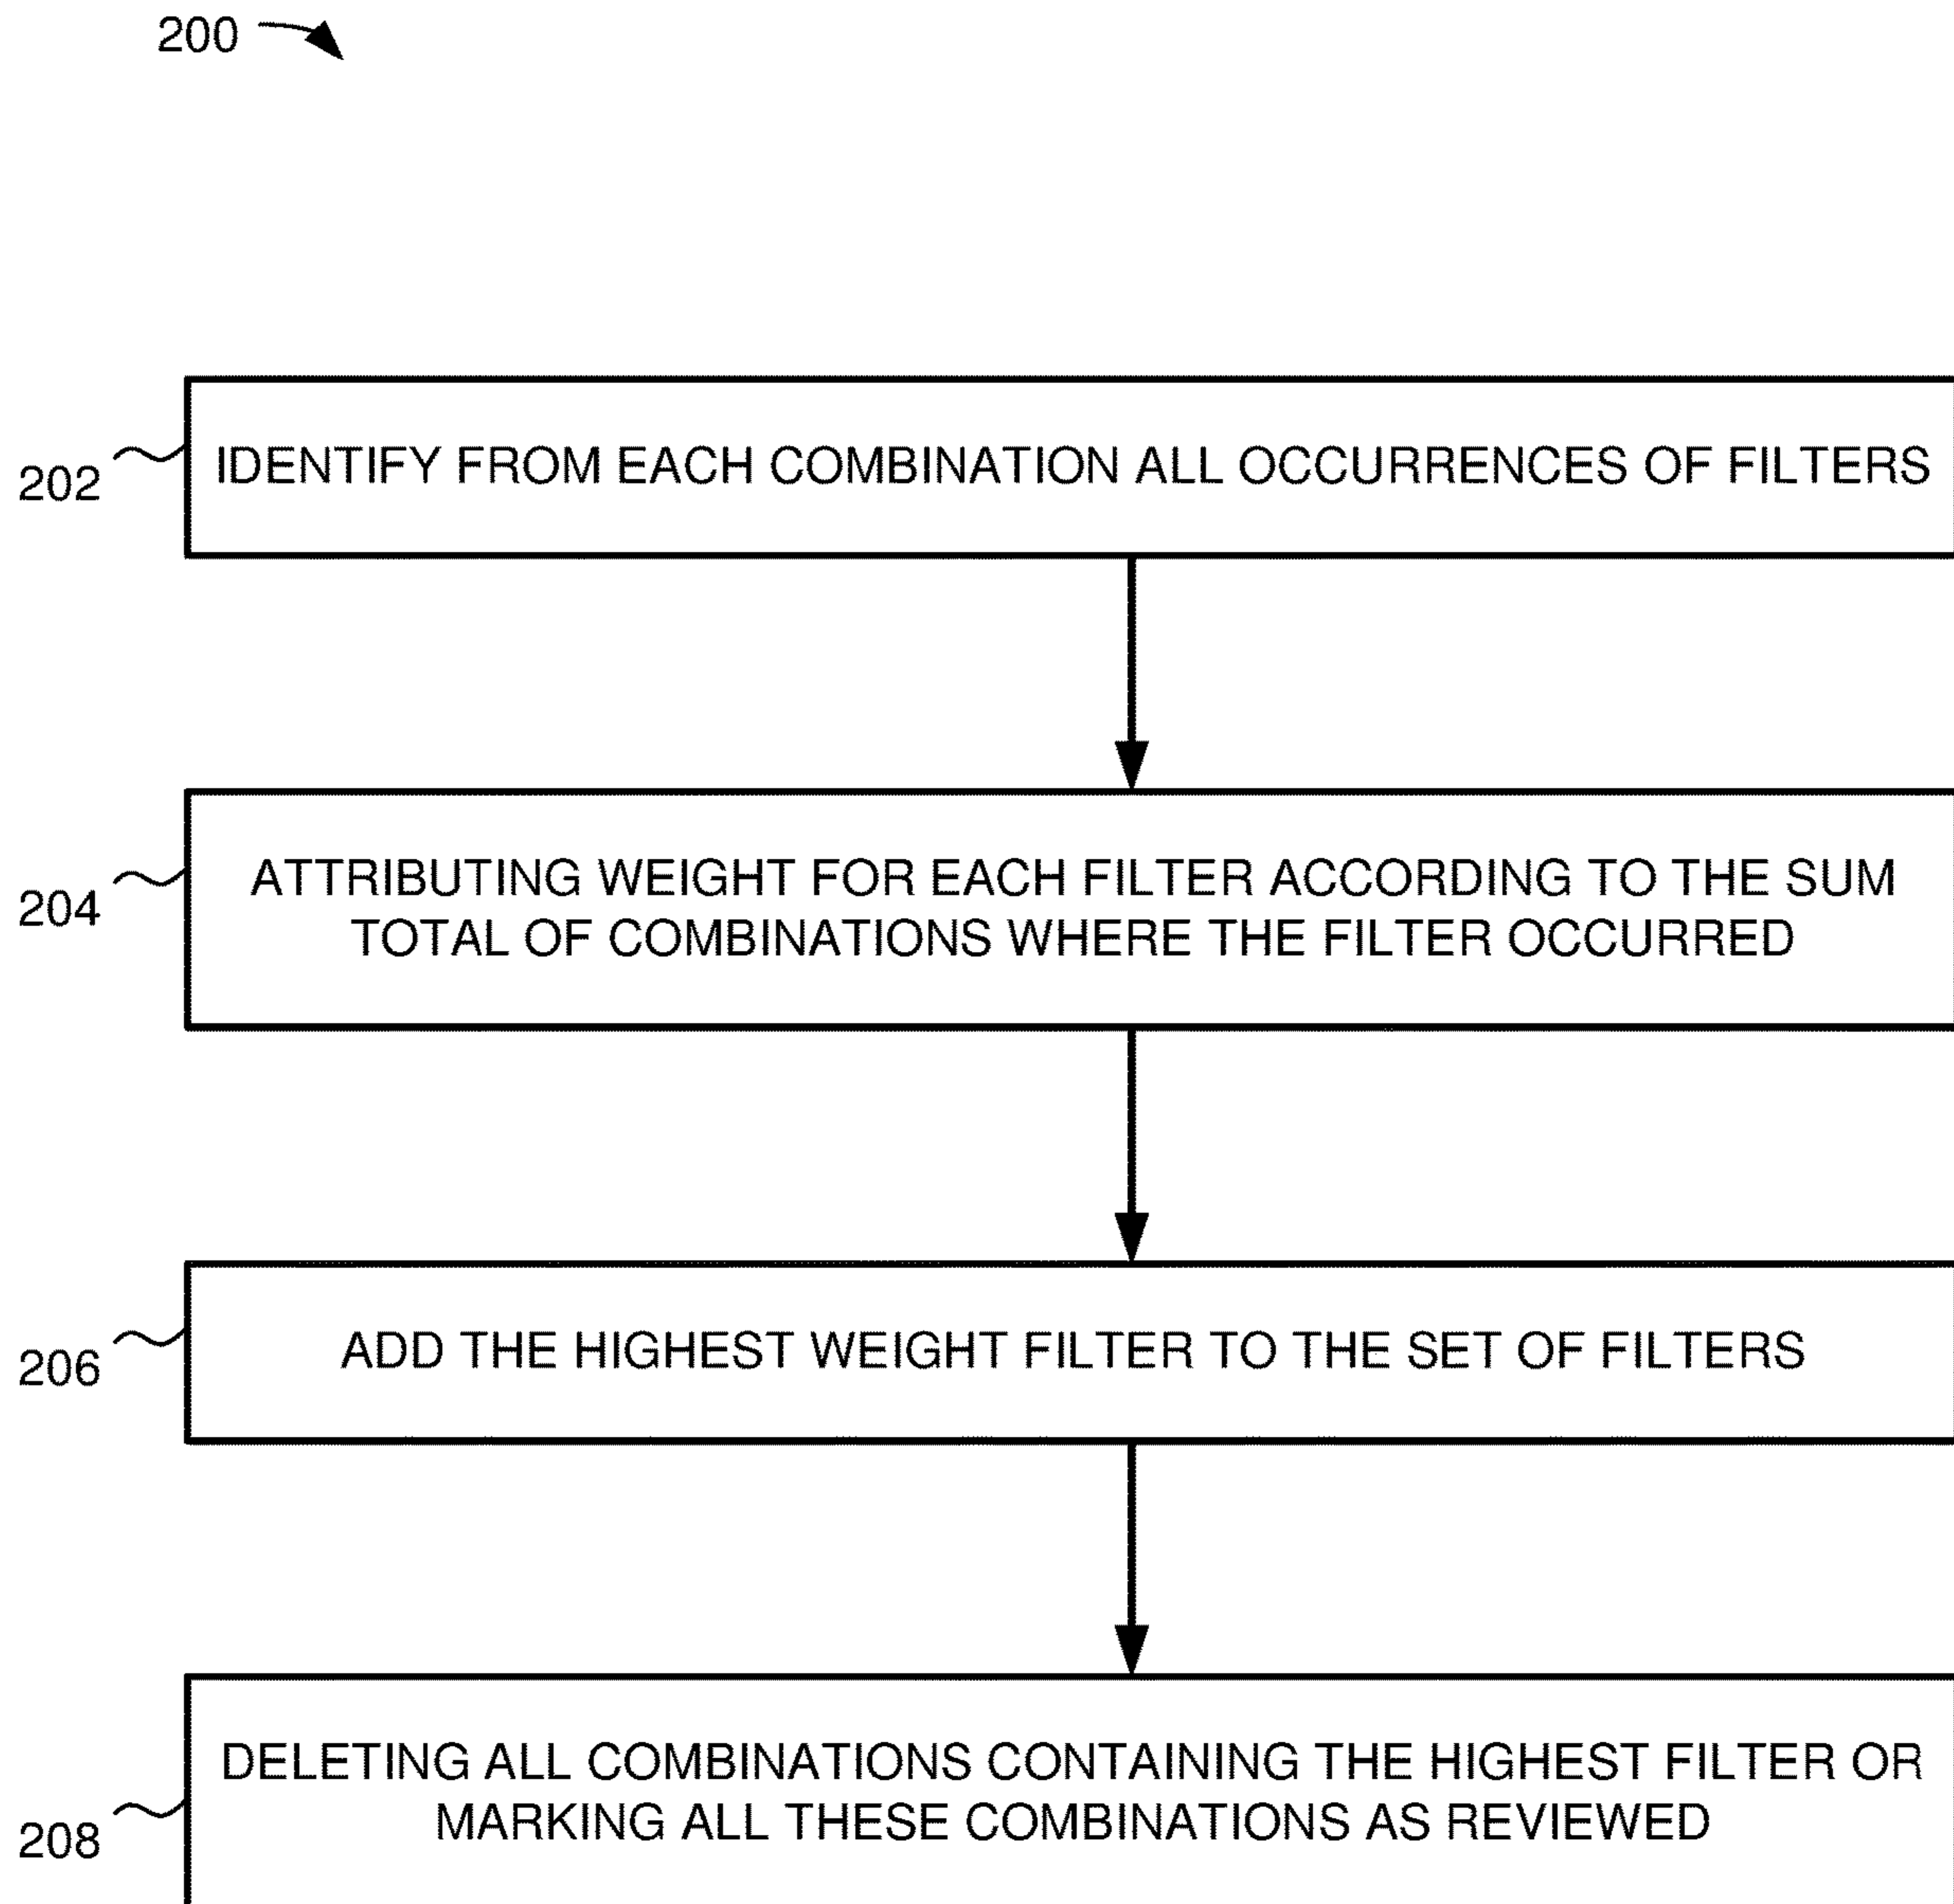 200
202
IDENTIFY FROM EACH COMBINATION ALL OCCURRENCES OF FILTERS
204
ATTRIBUTING WEIGHT FOR EACH FILTER ACCORDING TO THE SUM
TOTAL OF COMBINATIONS WHERE THE FILTER OCCURRED
206
ADD THE HIGHEST WEIGHT FILTER TO THE SET OF FILTERS
208
DELETING ALL COMBINATIONS CONTAINING THE HIGHEST FILTER OR
MARKING ALL THESE COMBINATIONS AS REVIEWED